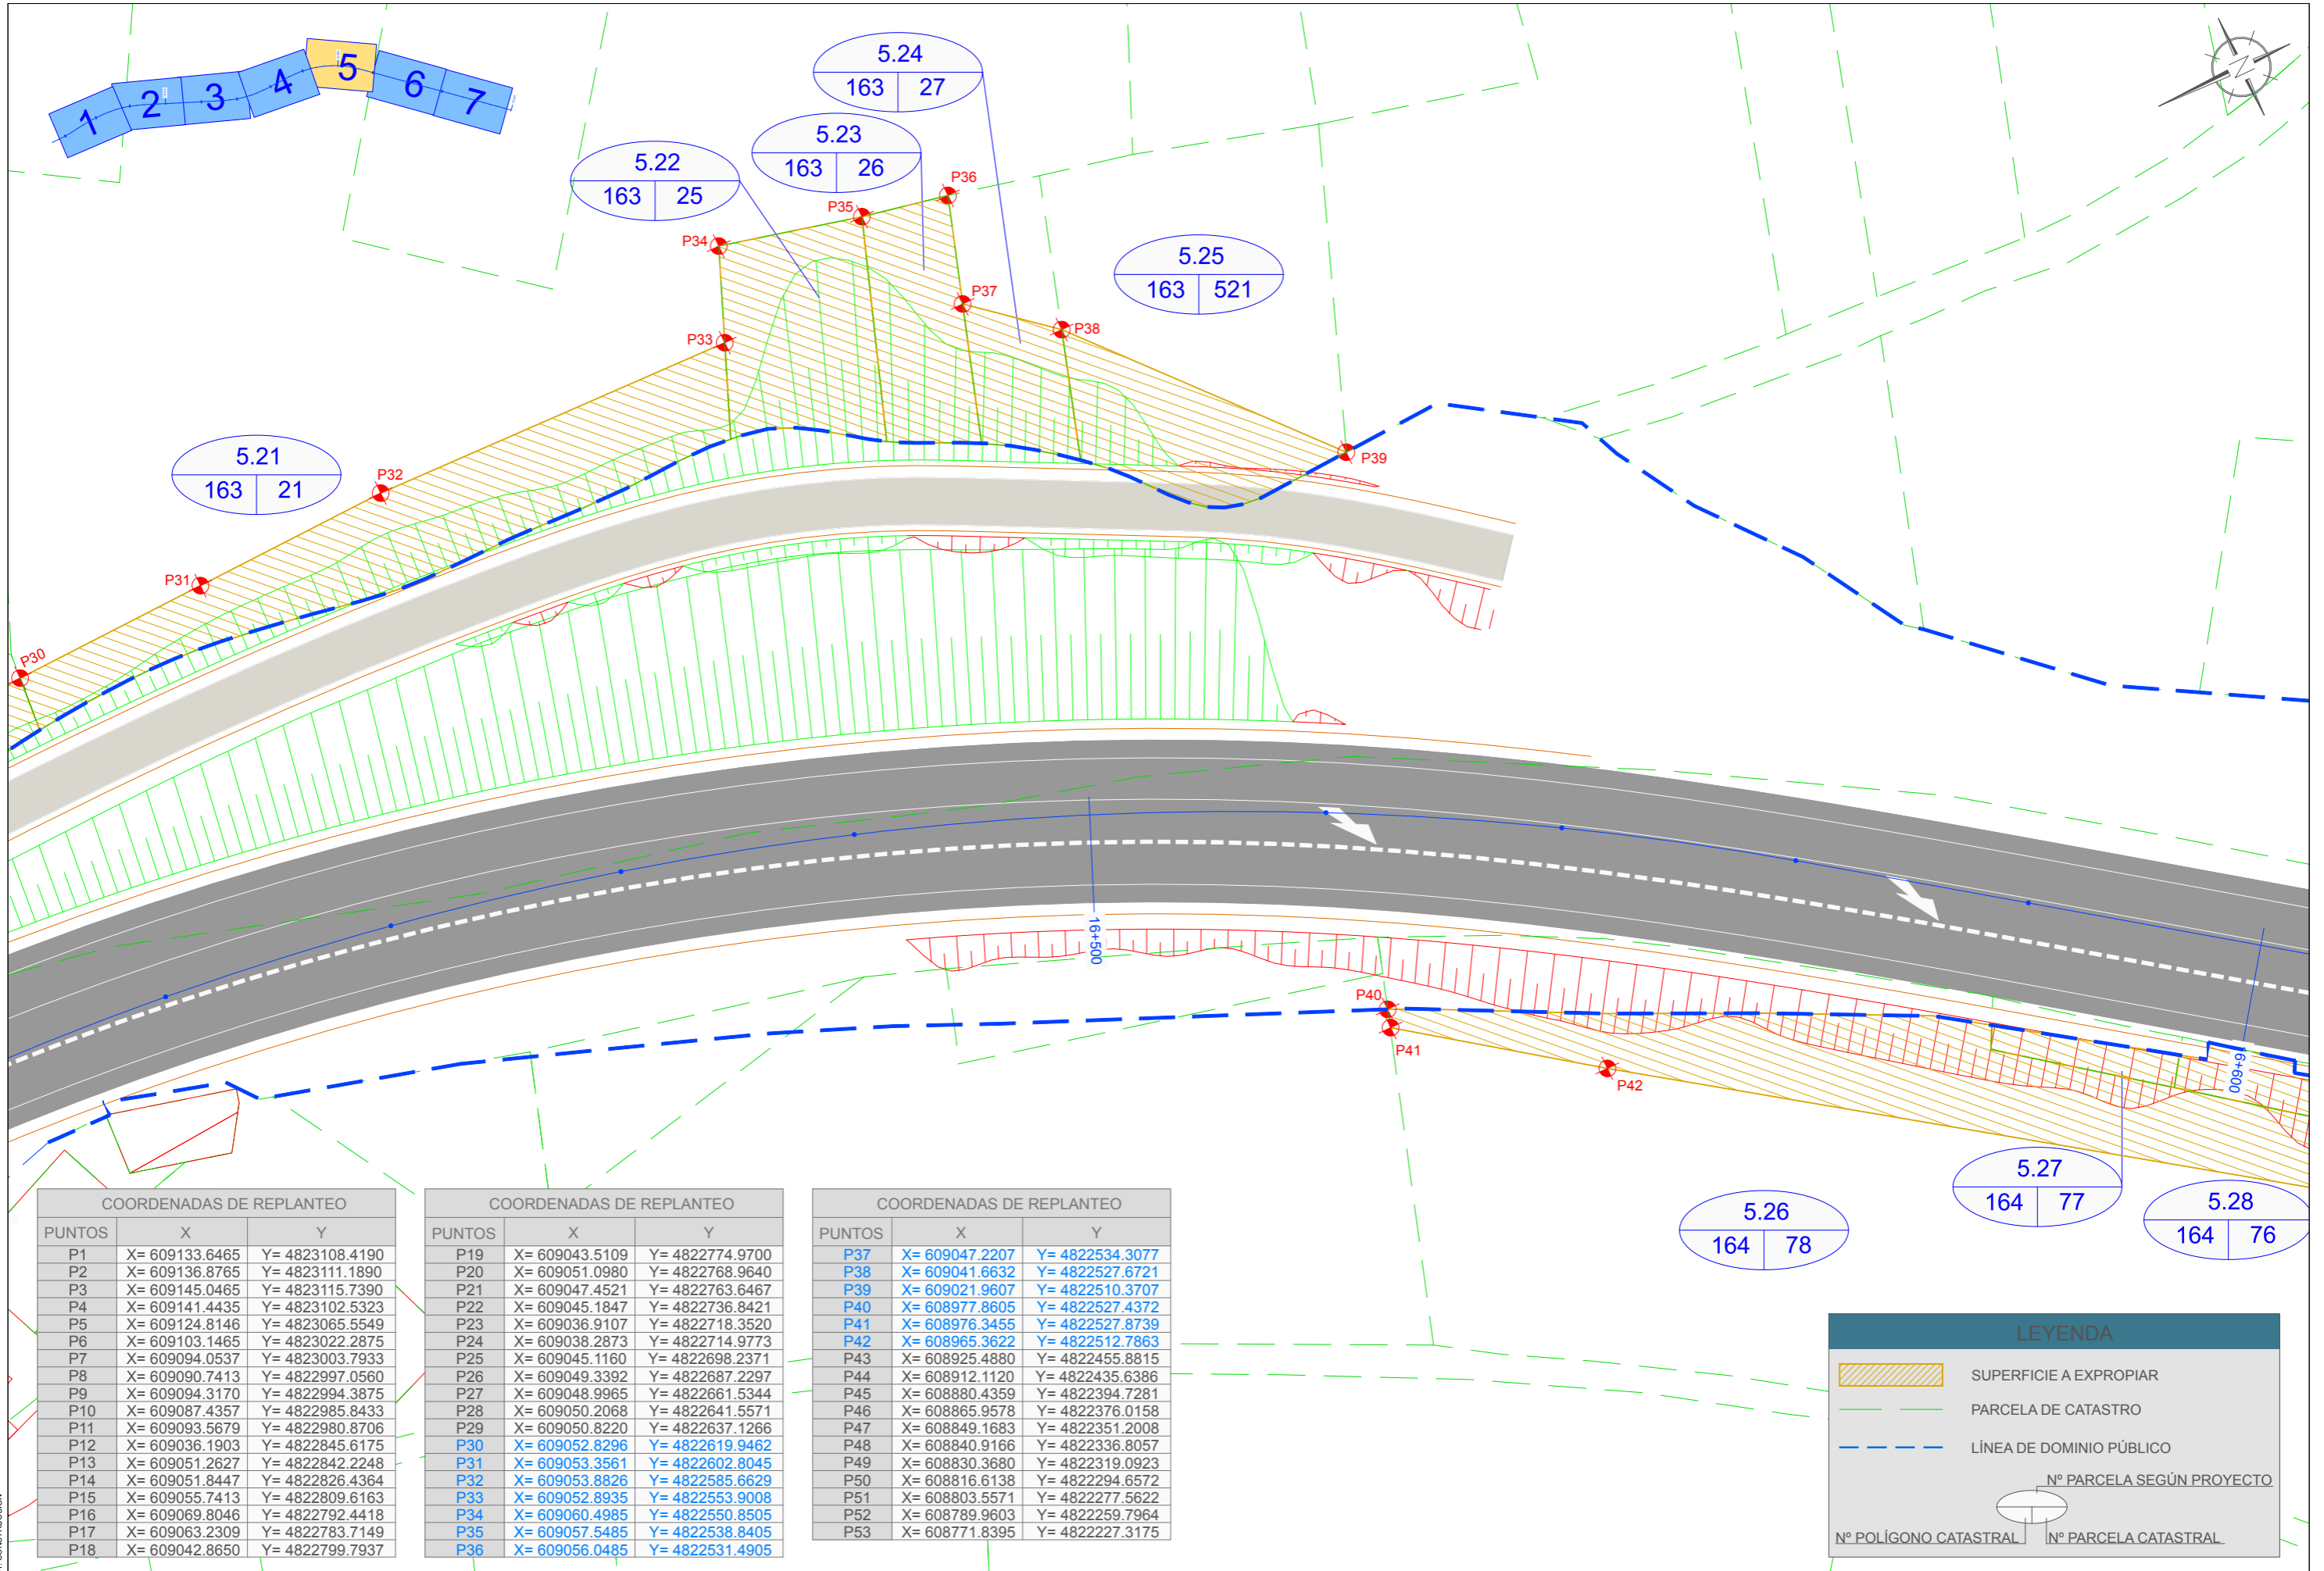 1 2 3 4 5 6 7
5.24
163 27
5.23
163 26
5.22
163 25
5.25
163 521
5.21
163 21
P36
P35
P34
P37
P38
P33
P39
P32
P31
P30
N
16+500
P40
P41
P42
5.27
164 77
5.28
164 76
5.26
164 78
COORDENADAS DE REPLANTEO
PUNTOS X Y
P1 X= 609133.6465 Y= 4823108.4190
P2 X= 609136.8765 Y= 4823111.1890
P3 X= 609145.0465 Y= 4823115.7390
P4 X= 609141.4435 Y= 4823102.5323
P5 X= 609124.8146 Y= 4823065.5549
P6 X= 609103.1465 Y= 4823022.2875
P7 X= 609094.0537 Y= 4823003.7933
P8 X= 609090.7413 Y= 4822997.0560
P9 X= 609094.3170 Y= 4822994.3875
P10 X= 609087.4357 Y= 4822985.8433
P11 X= 609093.5679 Y= 4822980.8706
P12 X= 609036.1903 Y= 4822845.6175
P13 X= 609051.2627 Y= 4822842.2248
P14 X= 609051.8447 Y= 4822826.4364
P15 X= 609055.7413 Y= 4822809.6163
P16 X= 609069.8046 Y= 4822792.4418
P17 X= 609063.2309 Y= 4822783.7149
P18 X= 609042.8650 Y= 4822799.7937
COORDENADAS DE REPLANTEO
PUNTOS X Y
P19 X= 609043.5109 Y= 4822774.9700
P20 X= 609051.0980 Y= 4822768.9640
P21 X= 609047.4521 Y= 4822763.6467
P22 X= 609045.1847 Y= 4822736.8421
P23 X= 609036.9107 Y= 4822718.3520
P24 X= 609038.2873 Y= 4822714.9773
P25 X= 609045.1160 Y= 4822698.2371
P26 X= 609049.3392 Y= 4822687.2297
P27 X= 609048.9965 Y= 4822661.5344
P28 X= 609050.2068 Y= 4822641.5571
P29 X= 609050.8220 Y= 4822637.1266
P30 X= 609052.8296 Y= 4822619.9462
P31 X= 609053.3561 Y= 4822602.8045
P32 X= 609053.8826 Y= 4822585.6629
P33 X= 609052.8935 Y= 4822553.9008
P34 X= 609060.4985 Y= 4822550.8505
P35 X= 609057.5485 Y= 4822538.8405
P36 X= 609056.0485 Y= 4822531.4905
COORDENADAS DE REPLANTEO
PUNTOS X Y
P37 X= 609047.2207 Y= 4822534.3077
P38 X= 609041.6632 Y= 4822527.6721
P39 X= 609021.9607 Y= 4822510.3707
P40 X= 608977.8605 Y= 4822527.4372
P41 X= 608976.3455 Y= 4822527.8739
P42 X= 608965.3622 Y= 4822512.7863
P43 X= 608925.4880 Y= 4822455.8815
P44 X= 608912.1120 Y= 4822435.6386
P45 X= 608880.4359 Y= 4822394.7281
P46 X= 608865.9578 Y= 4822376.0158
P47 X= 608849.1683 Y= 4822351.2008
P48 X= 608840.9166 Y= 4822336.8057
P49 X= 608830.3680 Y= 4822319.0923
P50 X= 608816.6138 Y= 4822294.6572
P51 X= 608803.5571 Y= 4822277.5622
P52 X= 608789.9603 Y= 4822259.7964
P53 X= 608771.8395 Y= 4822227.3175
LEYENDA
SUPERFICIE A EXPROPIAR
PARCELA DE CATASTRO
LÍNEA DE DOMINIO PÚBLICO
Nº PARCELA SEGÚN PROYECTO
Nº POLÍGONO CATASTRAL Nº PARCELA CATASTRAL